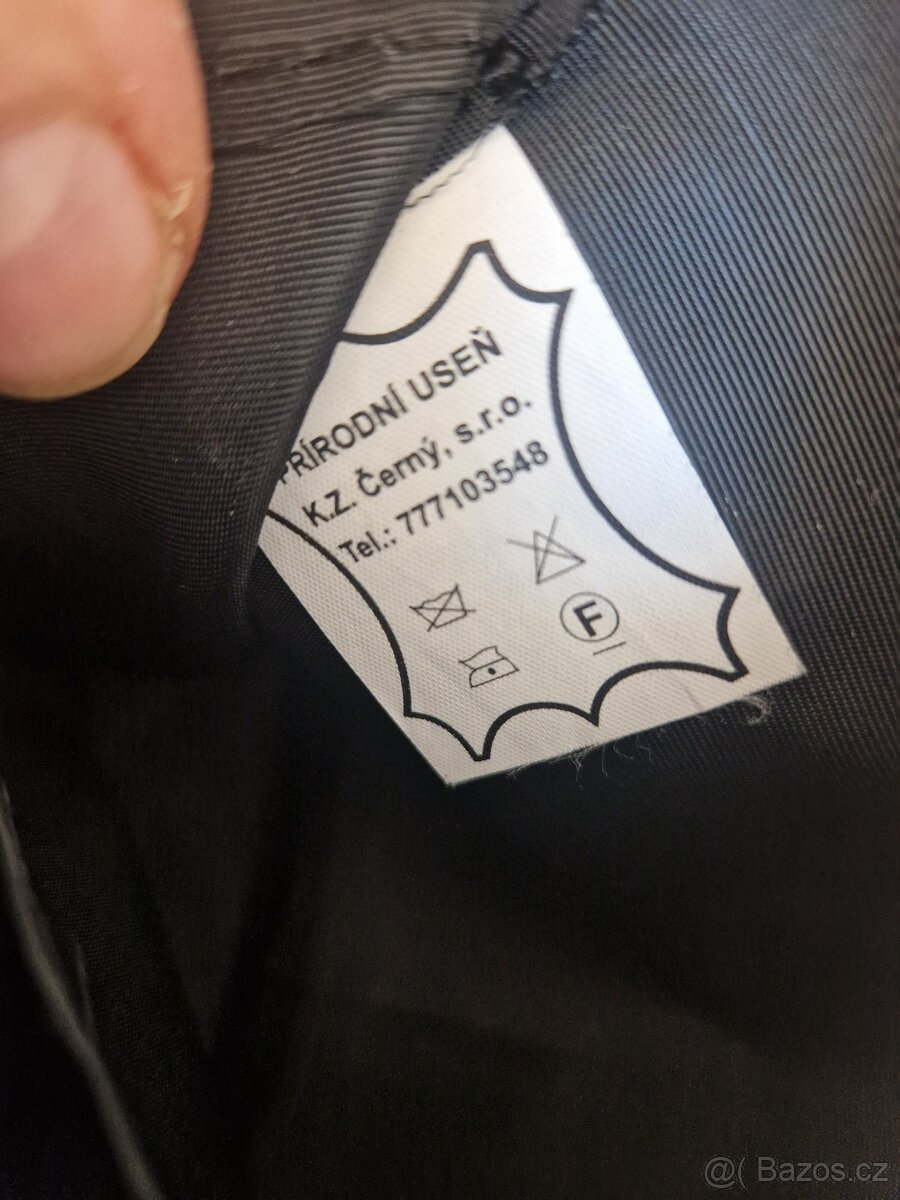 PŘÍRODNÍ USEŇ
K.Z. Černý, s.r.o.
Tel.: 777103548
F
@( Bazos.cz